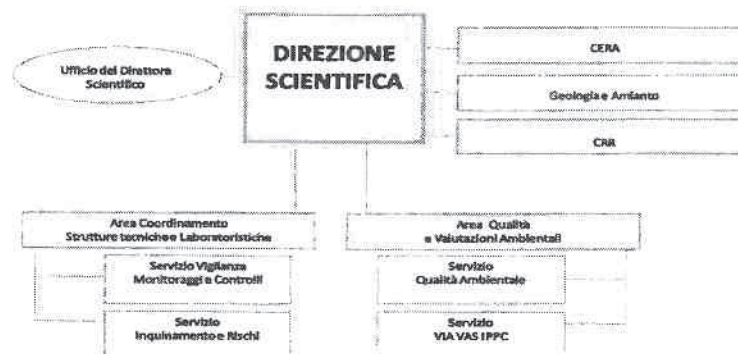 DIREZIONE
SCIENTIFICA
Ufficio del Direttore
Scientifico
CERA
Geologia e Amianto
CRR
Area Coordinamento
Strutture tecniche e Laboratoristiche
Area Qualità
e Valutazioni Ambientali
Servizio Vigilanza
Monitoraggi e Controlli
Servizio
Qualità Ambientale
Servizio
Inquinamento e Rischi
Servizio
VIA VAS IPPC